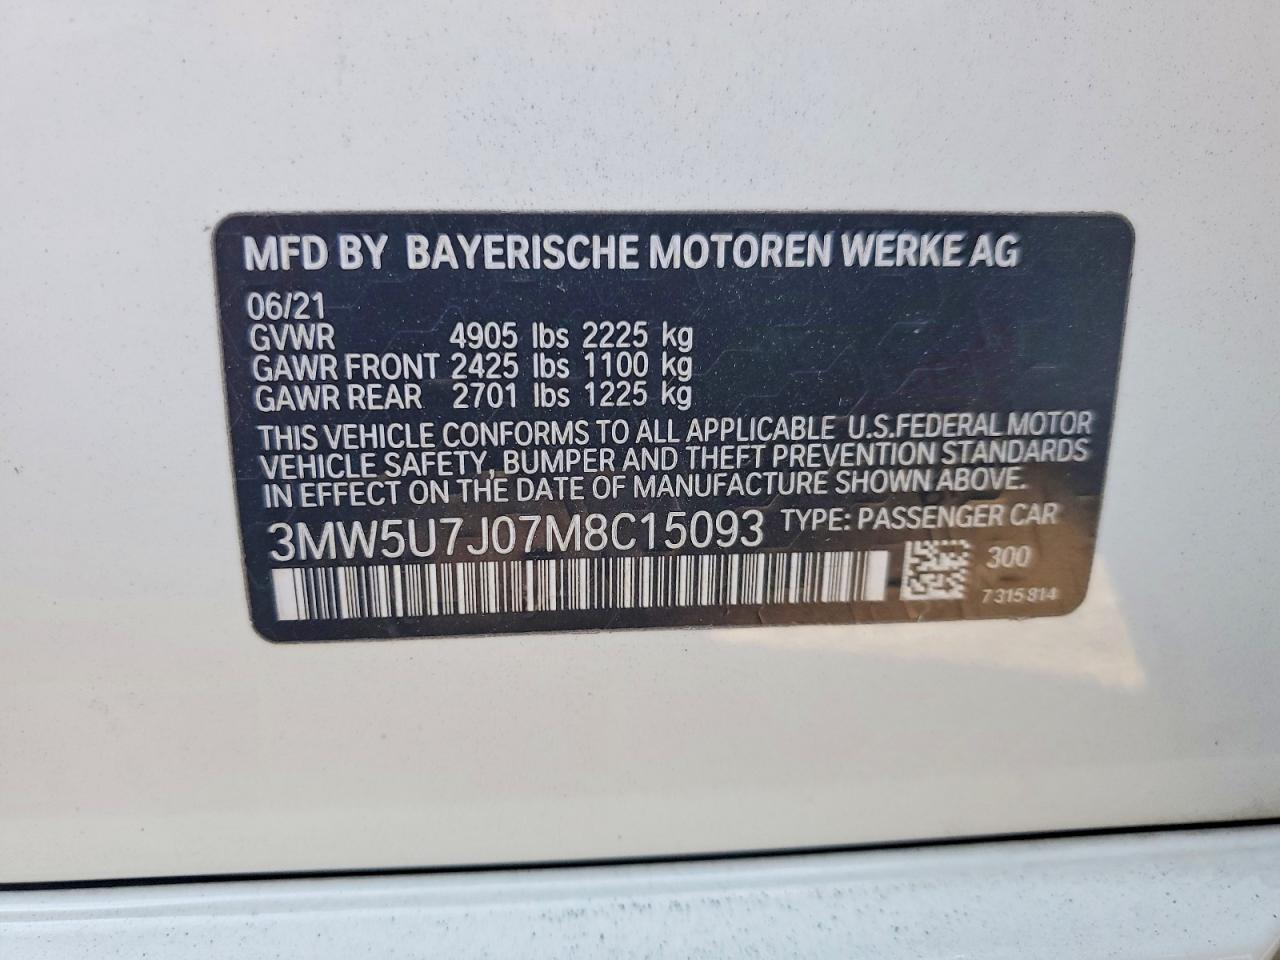 MFD BY BAYERISCHE MOTOREN WERKE AG
06/21
GVWR 4905 lbs 2225 kg
GAWR FRONT 2425 lbs 1100 kg
GAWR REAR 2701 lbs 1225 kg
THIS VEHICLE CONFORMS TO ALL APPLICABLE U.S.FEDERAL MOTOR
VEHICLE SAFETY, BUMPER AND THEFT PREVENTION STANDARDS
IN EFFECT ON THE DATE OF MANUFACTURE SHOWN ABOVE.
3MW5U7J07M8C15093 TYPE: PASSENGER CAR
300
7315814